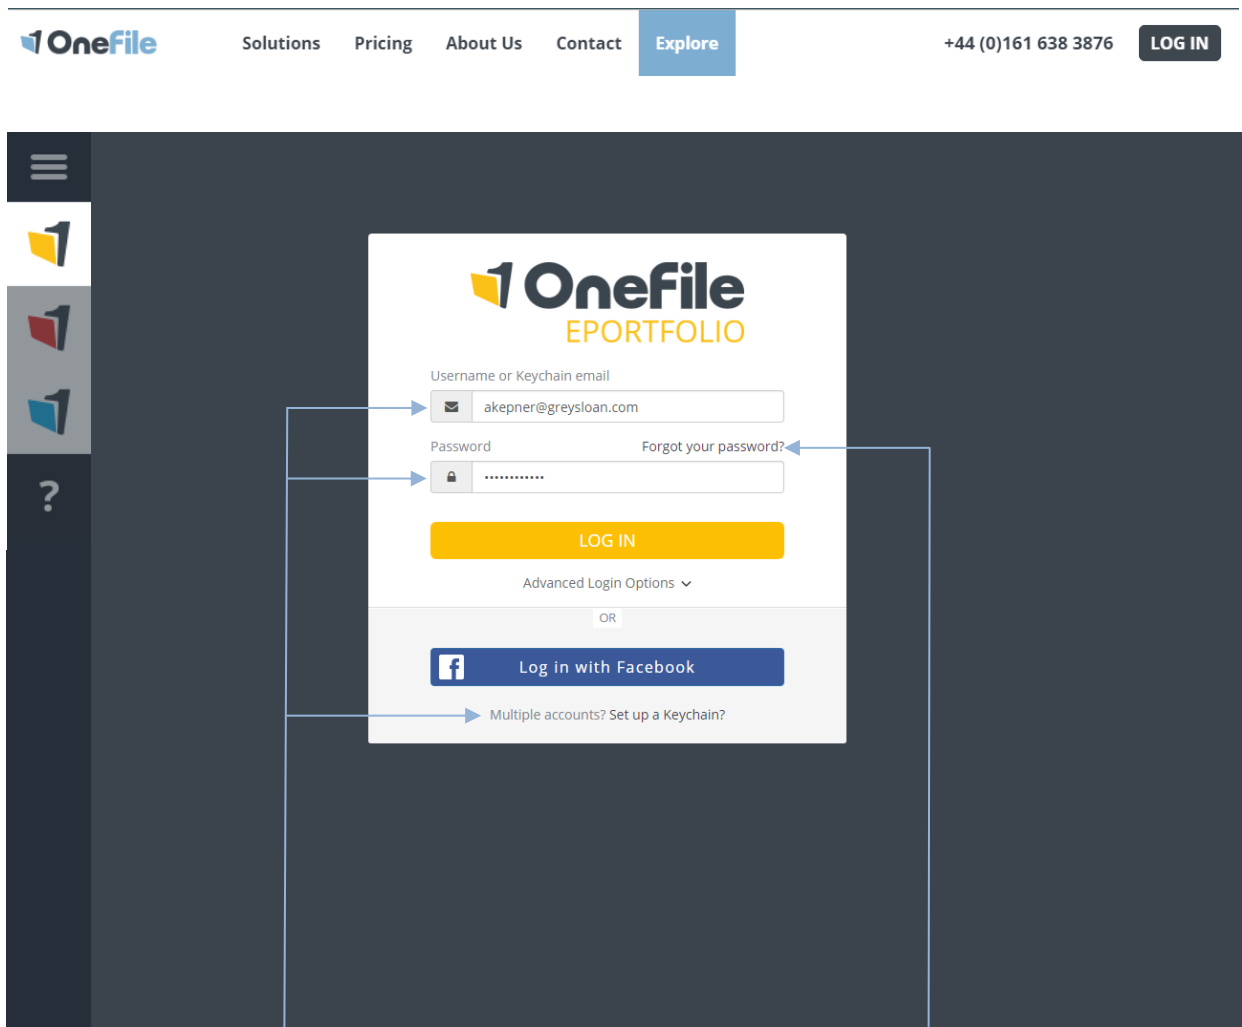 OneFile
Solutions Pricing About Us Contact Explore +44 (0)161 638 3876 LOG IN
OneFile
EPORTFOLIO
Username or Keychain email
akepner@greysloan.com
Password Forgot your password?
••••••••••••
LOG IN
Advanced Login Options
OR
f Log in with Facebook
Multiple accounts? Set up a Keychain?
?